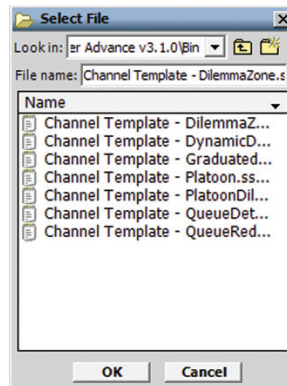 Select File
Look in: er Advance v3.1.0\Bin
File name: Channel Template - DilemmaZone.s
Name
Channel Template - DilemmaZ...
Channel Template - DynamicD...
Channel Template - Graduated...
Channel Template - Platoon.ss...
Channel Template - PlatoonDil...
Channel Template - QueueDet...
Channel Template - QueueRed...
OK Cancel